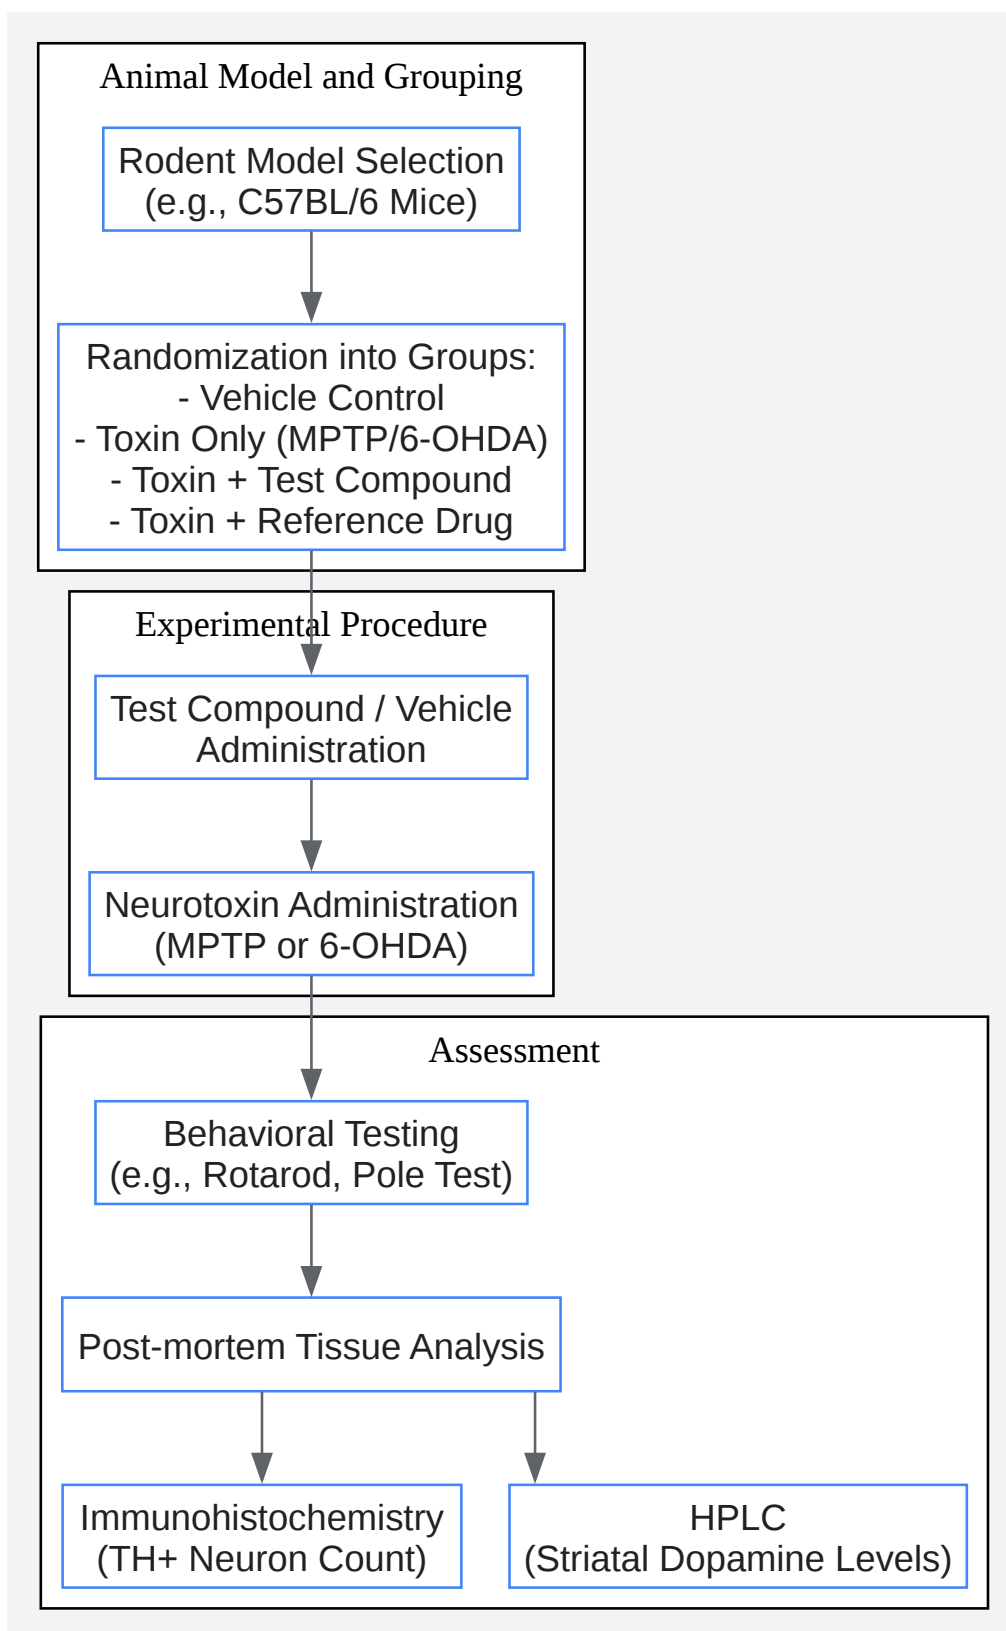 Animal Model and Grouping
Rodent Model Selection
(e.g., C57BL/6 Mice)
Randomization into Groups:
- Vehicle Control
- Toxin Only (MPTP/6-OHDA)
- Toxin + Test Compound
- Toxin + Reference Drug
Experimental Procedure
Test Compound / Vehicle
Administration
Neurotoxin Administration
(MPTP or 6-OHDA)
Assessment
Behavioral Testing
(e.g., Rotarod, Pole Test)
Post-mortem Tissue Analysis
Immunohistochemistry
(TH+ Neuron Count)
HPLC
(Striatal Dopamine Levels)